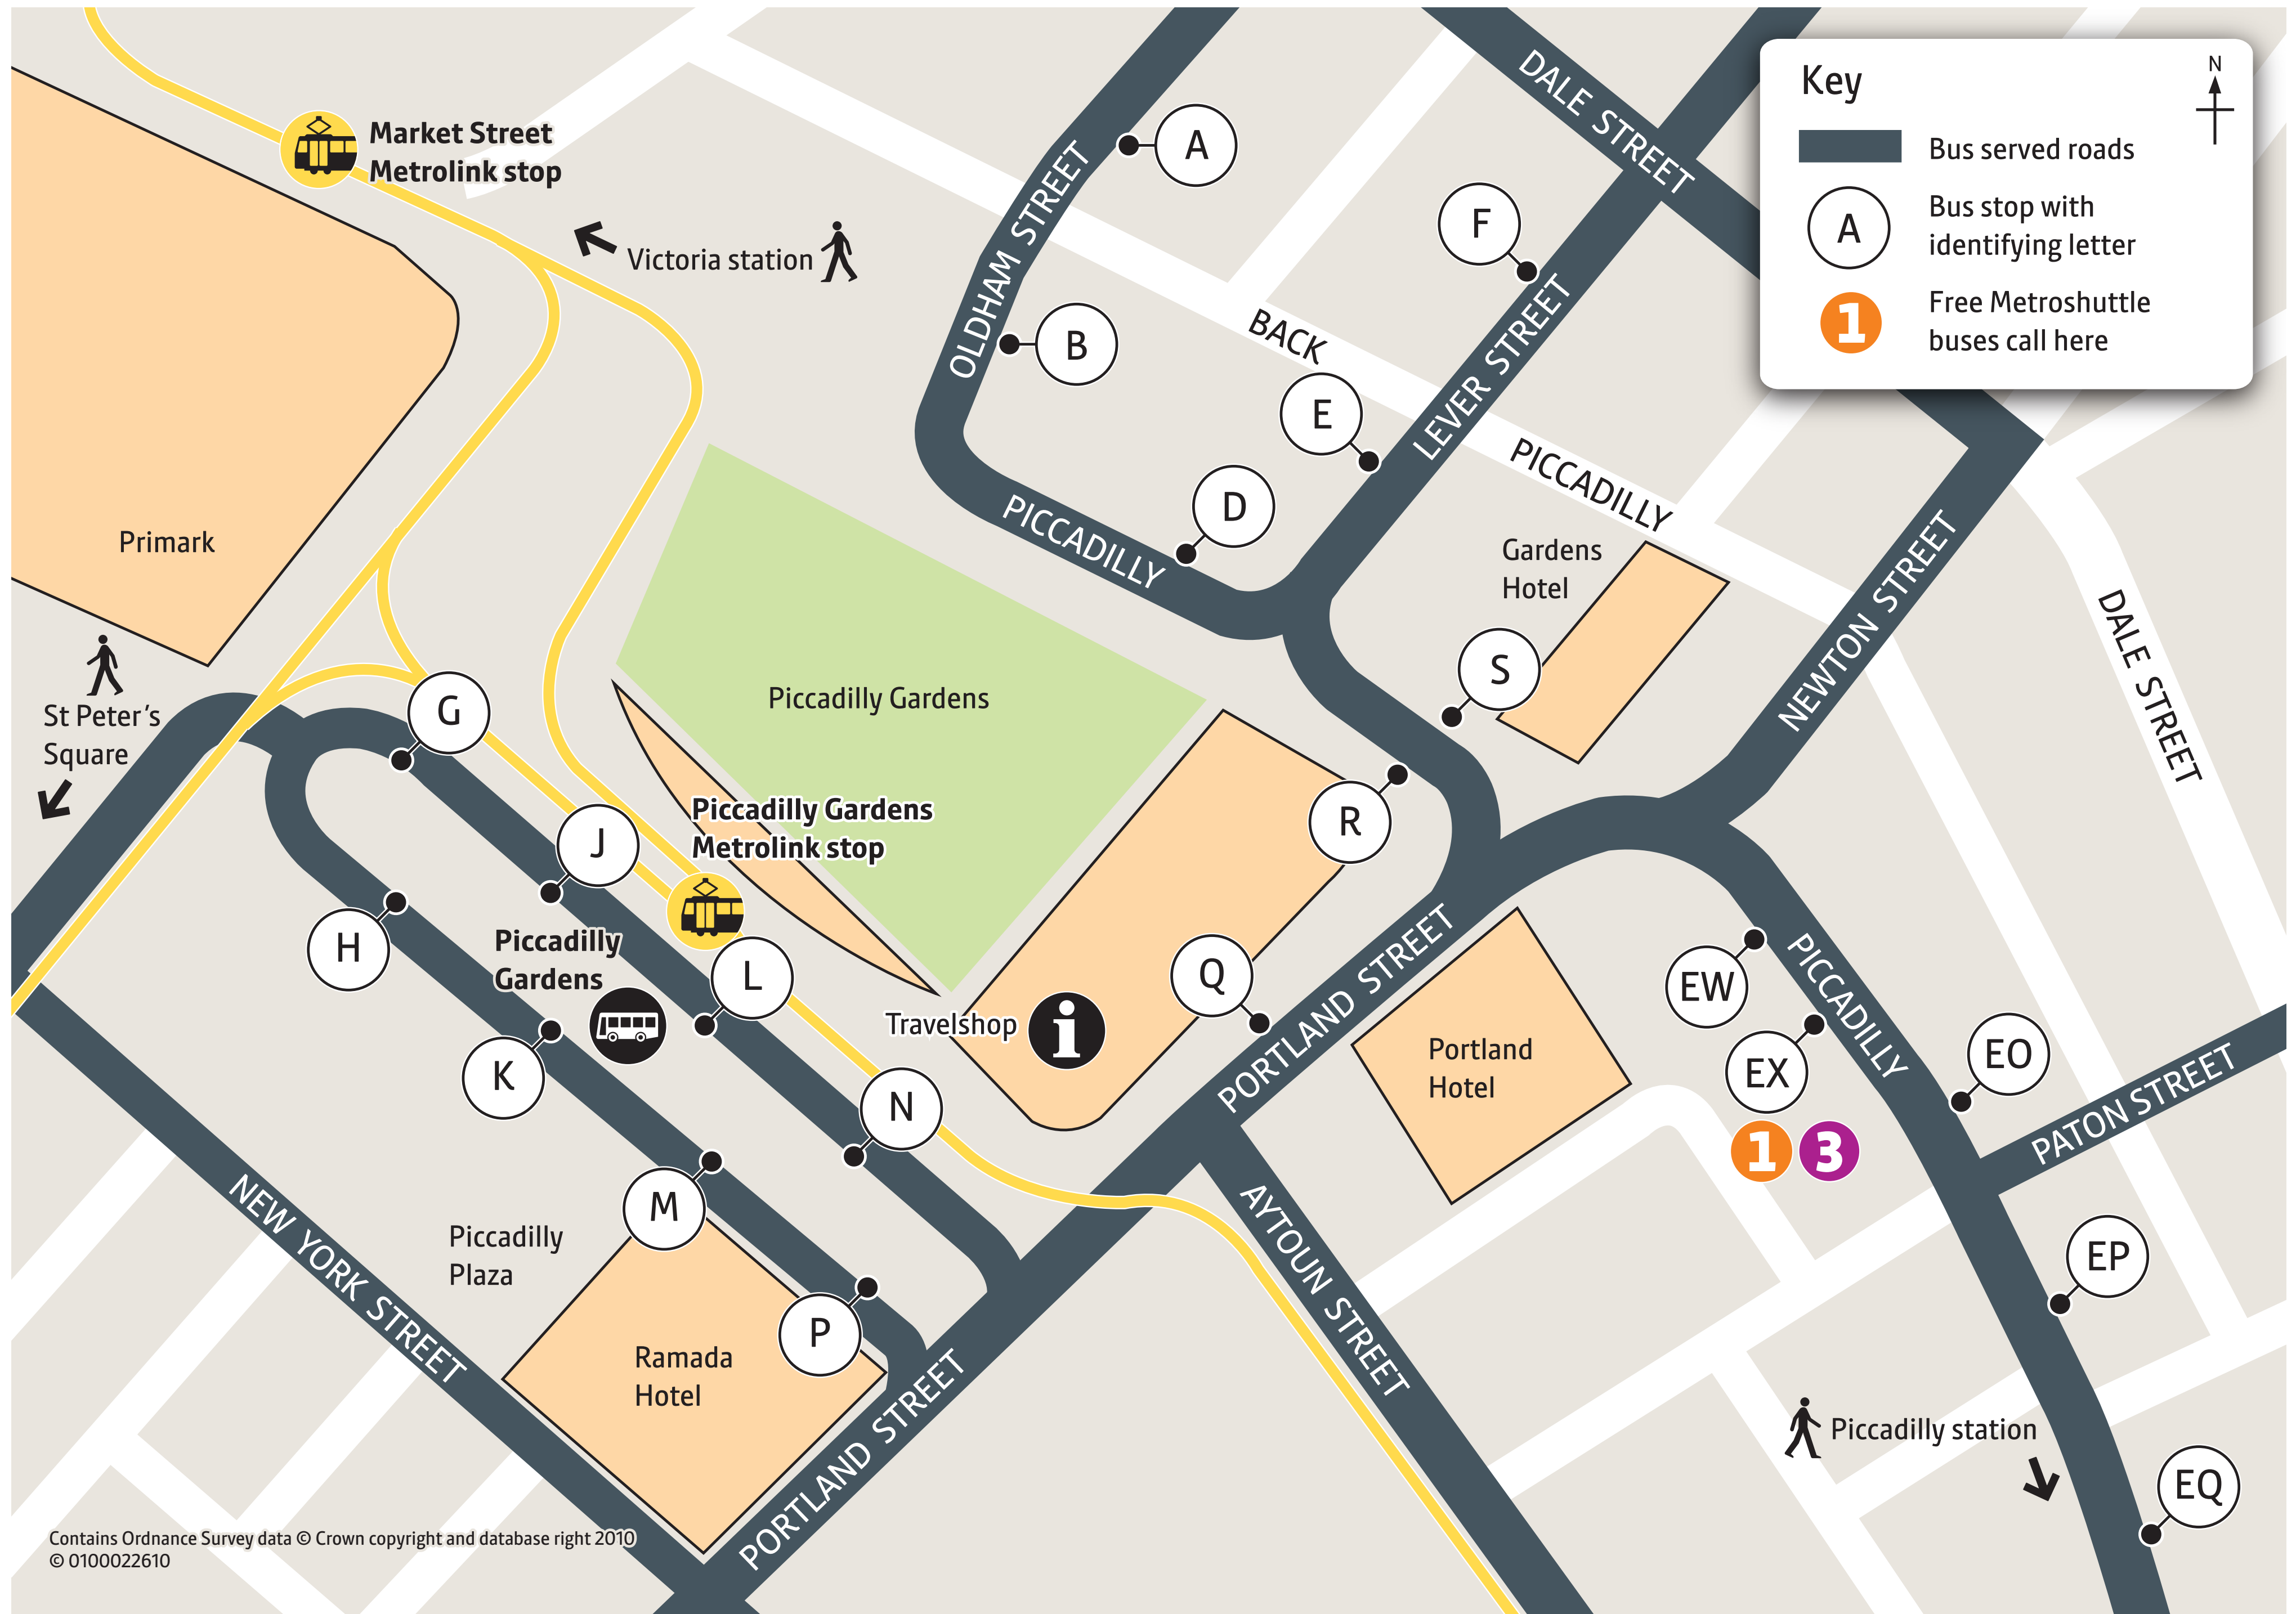 Market Street
Metrolink stop
Victoria station
Primark
St Peter's
Square
OLDHAM STREET
A
B
DALE STREET
F
BACK
PICCADILLY
E
LEVER STREET
D
PICCADILLY
Key
N
Bus served roads
A
Bus stop with
identifying letter
1
Free Metroshuttle
buses call here
Gardens
Hotel
S
NEWTON STREET
DALE STREET
Piccadilly Gardens
G
J
Piccadilly Gardens
Metrolink stop
R
H
Piccadilly
Gardens
L
K
Travelshop
i
Q
PORTLAND STREET
Portland
Hotel
EW
EX
1
3
PICCADILLY
EO
PATON STREET
N
M
Piccadilly
Plaza
NEW YORK STREET
P
Ramada
Hotel
PORTLAND STREET
AYTOUN STREET
EP
Piccadilly station
EQ
Contains Ordnance Survey data © Crown copyright and database right 2010
© 0100022610